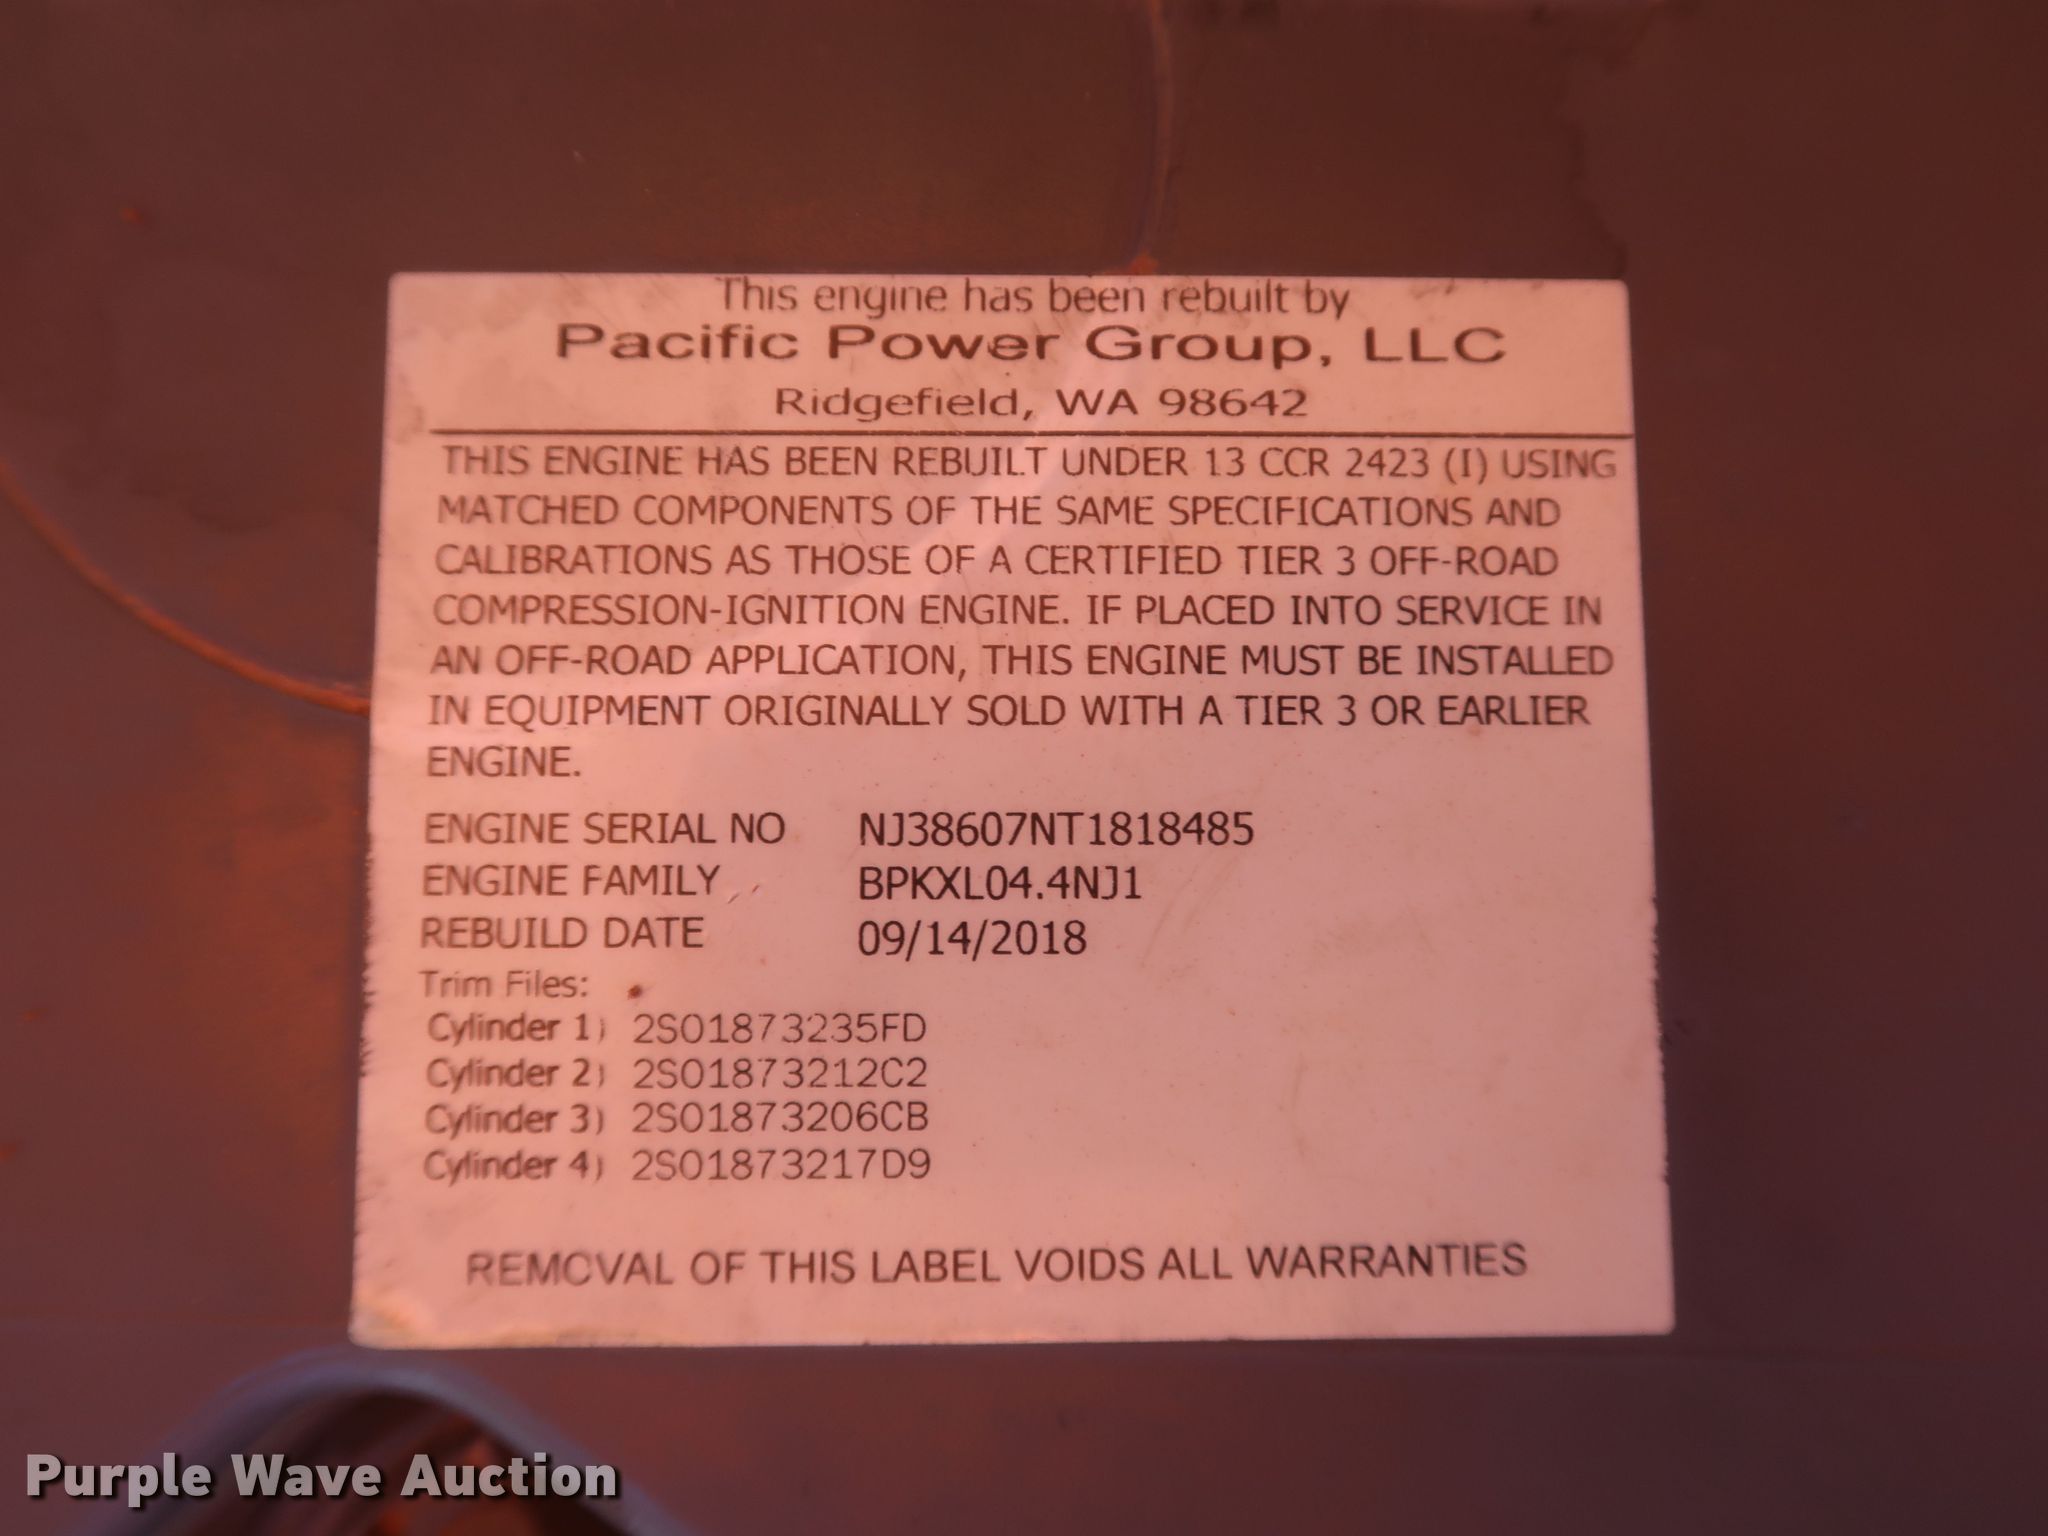 This engine has been rebuilt by
Pacific Power Group, LLC
Ridgefield, WA 98642
THIS ENGINE HAS BEEN REBUILT UNDER 13 CCR 2423 (I) USING
MATCHED COMPONENTS OF THE SAME SPECIFICATIONS AND
CALIBRATIONS AS THOSE OF A CERTIFIED TIER 3 OFF-ROAD
COMPRESSION-IGNITION ENGINE. IF PLACED INTO SERVICE IN
AN OFF-ROAD APPLICATION, THIS ENGINE MUST BE INSTALLED
IN EQUIPMENT ORIGINALLY SOLD WITH A TIER 3 OR EARLIER
ENGINE.
ENGINE SERIAL NO NJ38607NT1818485
ENGINE FAMILY BPKXL04.4NJ1
REBUILD DATE 09/14/2018
Trim Files:
Cylinder 1) 2S01873235FD
Cylinder 2) 2S01873212C2
Cylinder 3) 2S01873206CB
Cylinder 4) 2S01873217D9
REMOVAL OF THIS LABEL VOIDS ALL WARRANTIES
Purple Wave Auction